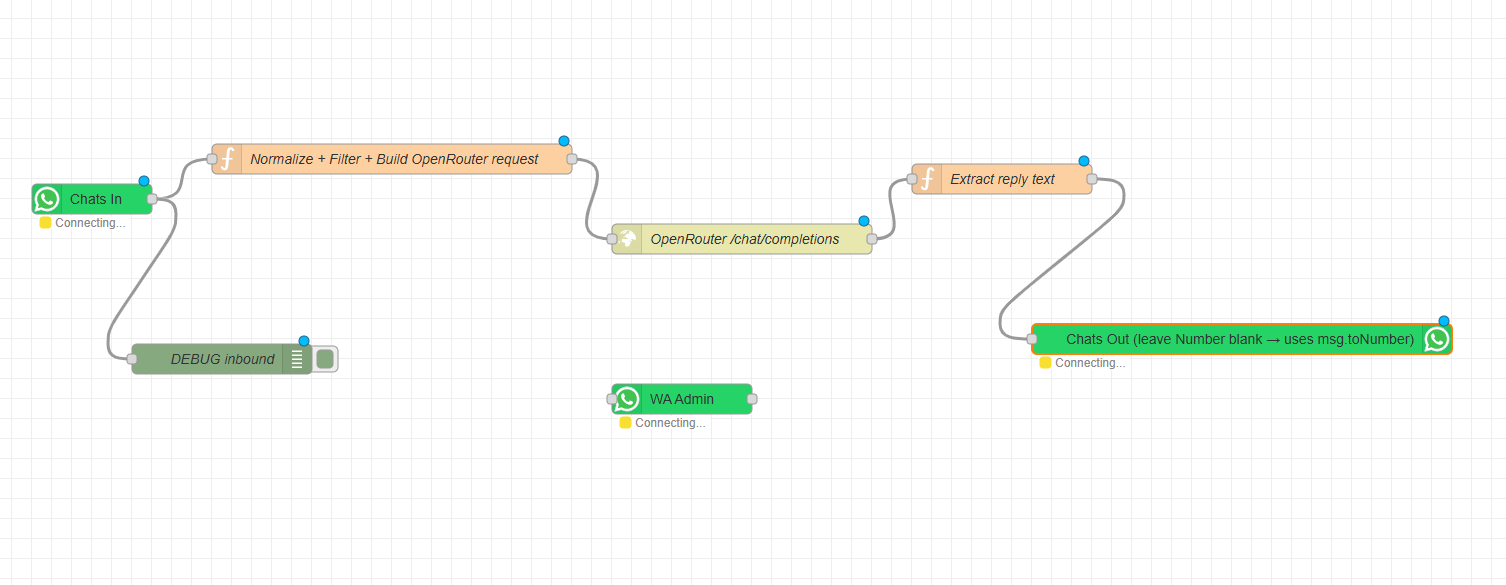 Normalize + Filter + Build OpenRouter request
Chats In
Connecting...
Extract reply text
OpenRouter /chat/completions
DEBUG inbound
Chats Out (leave Number blank → uses msg.toNumber)
Connecting...
WA Admin
Connecting...